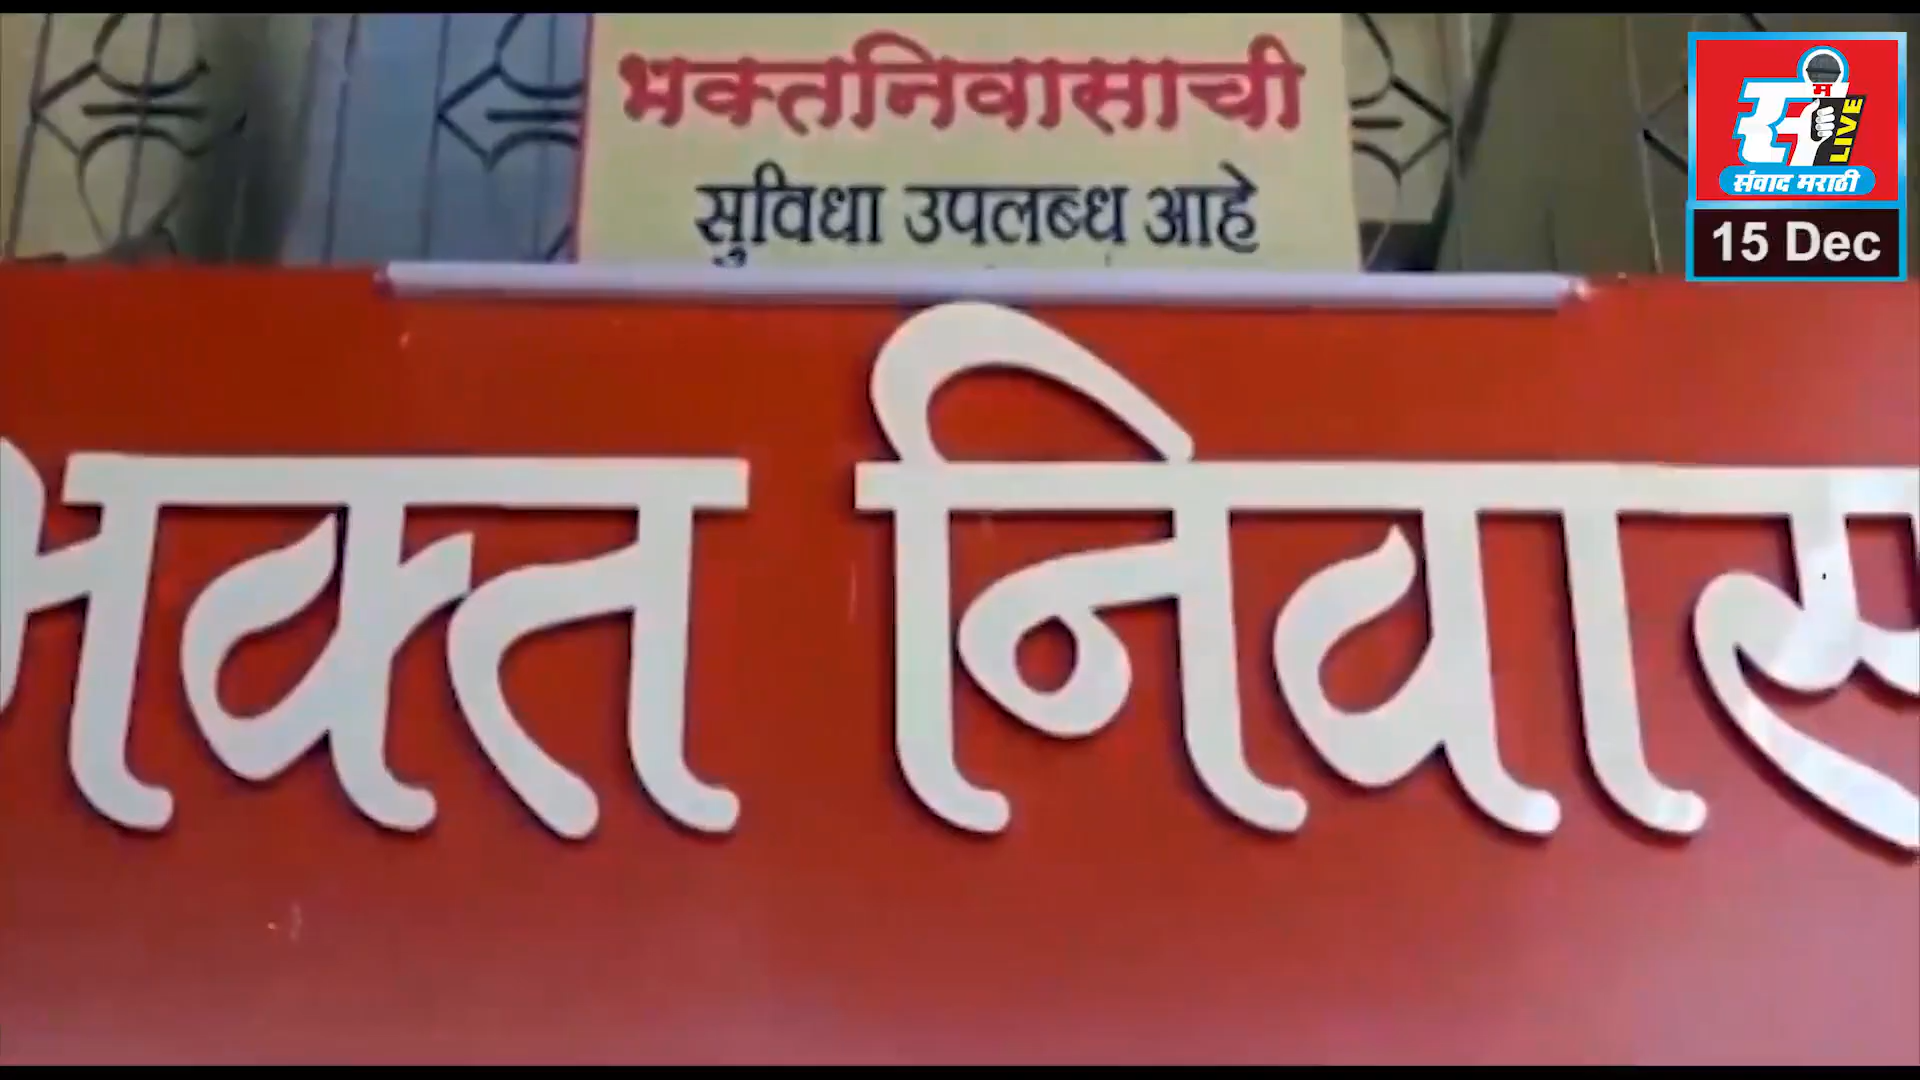 भक्तनिवासाची
सुविधा उपलब्ध आहे
भक्त निवास
स
म
LIVE
संवाद मराठी
15 Dec